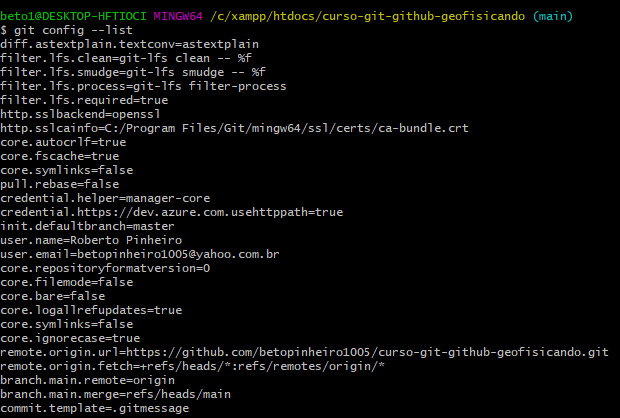 beto1@DESKTOP-HFTIOCI MINGW64 /c/xampp/htdocs/curso-git-github-geofisicando (main)
$ git config --list
diff.astextplain.textconv=astextplain
filter.lfs.clean=git-lfs clean -- %f
filter.lfs.smudge=git-lfs smudge -- %f
filter.lfs.process=git-lfs filter-process
filter.lfs.required=true
http.sslbackend=openssl
http.sslcainfo=C:/Program Files/Git/mingw64/ssl/certs/ca-bundle.crt
core.autocrlf=true
core.fscache=true
core.symlinks=false
pull.rebase=false
credential.helper=manager-core
credential.https://dev.azure.com.usehttppath=true
init.defaultbranch=master
user.name=Roberto Pinheiro
user.email=betopinheiro1005@yahoo.com.br
core.repositoryformatversion=0
core.filemode=false
core.bare=false
core.logallrefupdates=true
core.symlinks=false
core.ignorecase=true
remote.origin.url=https://github.com/betopinheiro1005/curso-git-github-geofisicando.git
remote.origin.fetch=+refs/heads/*:refs/remotes/origin/*
branch.main.remote=origin
branch.main.merge=refs/heads/main
commit.template=.gitmessage